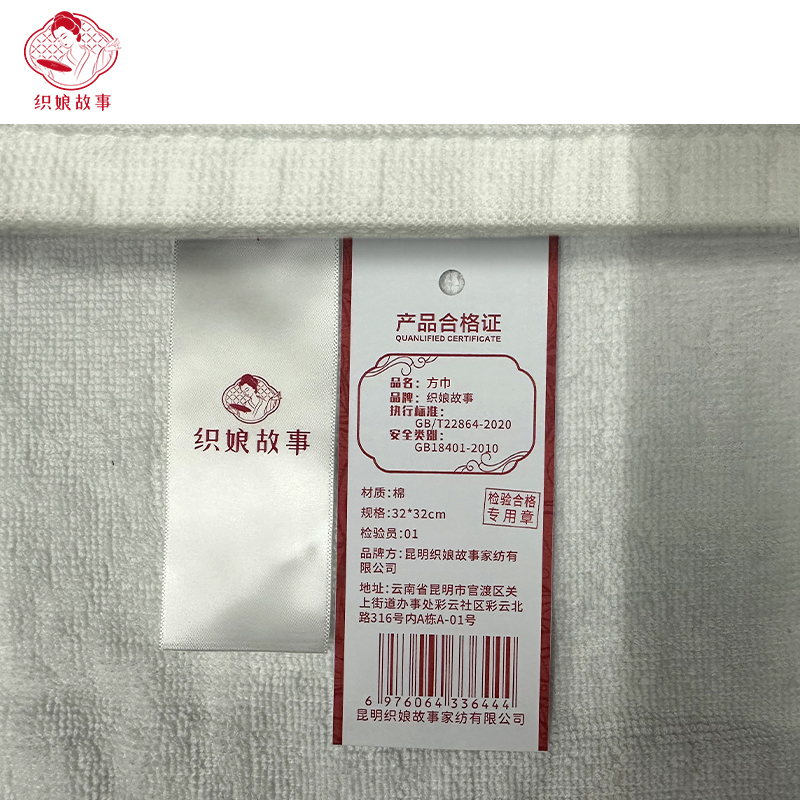 织娘故事
织娘故事
产品合格证
QUANLIFIED CERTIFICATE
品名：方巾
品牌：织娘故事
执行标准：
GB/T22864-2020
安全类别：
GB18401-2010
材质：棉
规格：32*32cm
检验员：01
检验合格
专用章
品牌方：昆明织娘故事家纺有
限公司
地址：云南省昆明市官渡区关
上街道办事处彩云社区彩云北
路316号内A栋A-01号
6 976064 336444
昆明织娘故事家纺有限公司